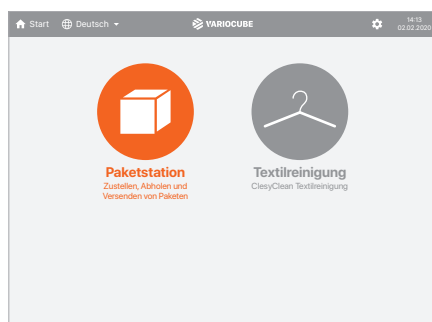 Start Deutsch VARIOCUBE 14:13
02.02.2020
Paketstation
Zustellen, Abholen und
Versenden von Paketen
Textilreinigung
ClesyClean Textilreinigung